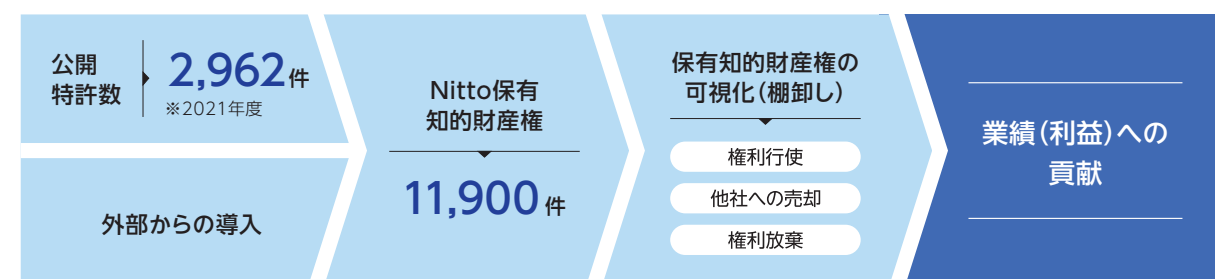 公開
特許数
2,962件
※2021年度
外部からの導入
Nitto保有
知的財産権
11,900件
保有知的財産権の
可視化(棚卸し)
権利行使
他社への売却
権利放棄
業績(利益)への
貢献